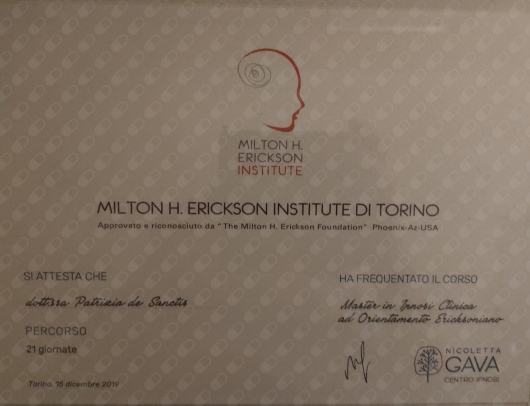 MILTON H.
ERICKSON
INSTITUTE
MILTON H. ERICKSON INSTITUTE DI TORINO
Approvato e riconosciuto da "The Milton H. Erickson Foundation" Phoenix-Az-USA
SI ATTESTA CHE
dott.ssa Patrizia de Sanctis
PERCORSO
21 giornate
Torino, 15 dicembre 2019
HA FREQUENTATO IL CORSO
Master in Ipnosi Clinica
ad Orientamento Ericksoniano
NICOLETTA
GAVA
CENTRO IPNOSI